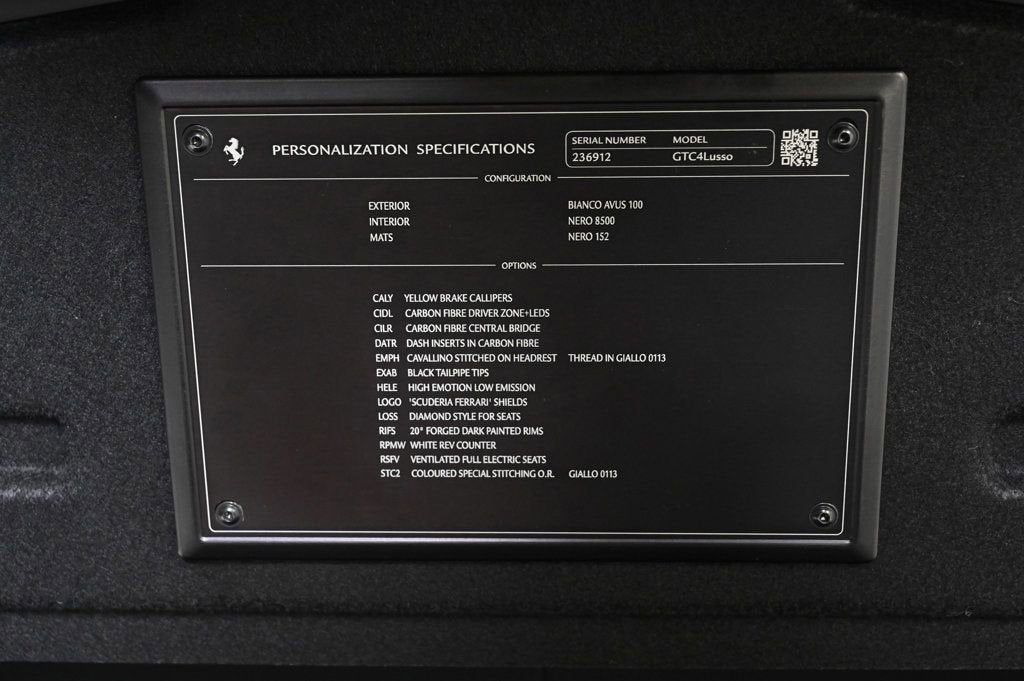 PERSONALIZATION SPECIFICATIONS
SERIAL NUMBER MODEL
236912 GTC4Lusso
CONFIGURATION
EXTERIOR BIANCO AVUS 100
INTERIOR NERO 8500
MATS NERO 152
OPTIONS
CALY YELLOW BRAKE CALLIPERS
CIDL CARBON FIBRE DRIVER ZONE+LEDS
CILR CARBON FIBRE CENTRAL BRIDGE
DATR DASH INSERTS IN CARBON FIBRE
EMPH CAVALLINO STITCHED ON HEADREST THREAD IN GIALLO 0113
EXAB BLACK TAILPIPE TIPS
HELE HIGH EMOTION LOW EMISSION
LOGO 'SCUDERIA FERRARI' SHIELDS
LOSS DIAMOND STYLE FOR SEATS
RIFS 20" FORGED DARK PAINTED RIMS
RPMW WHITE REV COUNTER
RSFV VENTILATED FULL ELECTRIC SEATS
STC2 COLOURED SPECIAL STITCHING O.R. GIALLO 0113